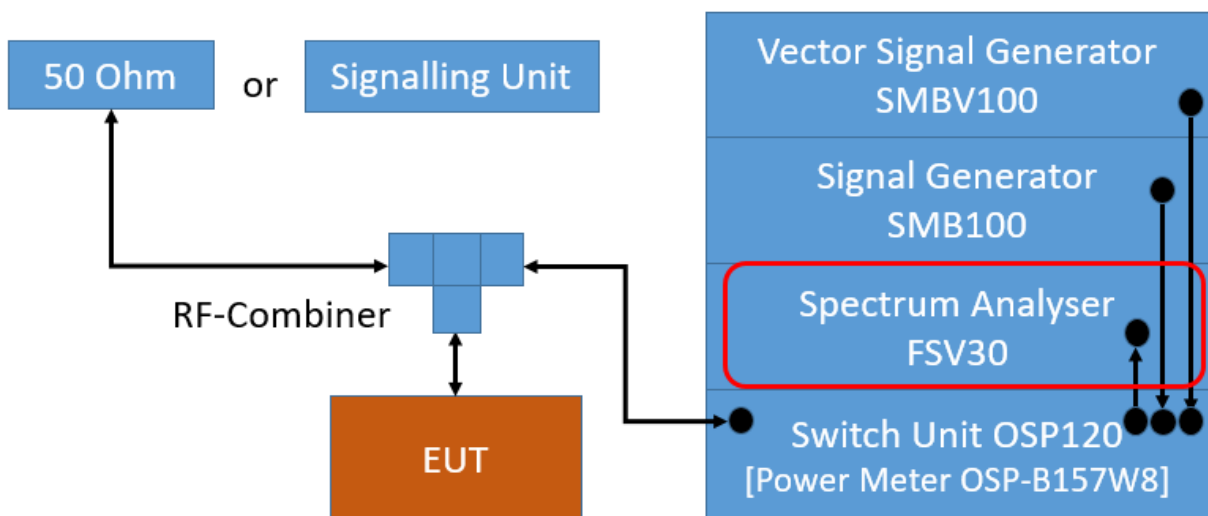 50 Ohm
or
Signalling Unit
RF-Combiner
EUT
Vector Signal Generator
SMBV100
Signal Generator
SMB100
Spectrum Analyser
FSV30
Switch Unit OSP120
[Power Meter OSP-B157W8]